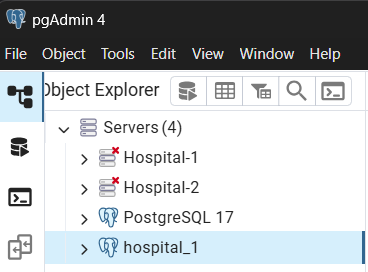 pgAdmin 4
File Object Tools Edit View Window Help
Object Explorer
Servers (4)
Hospital-1
Hospital-2
PostgreSQL 17
hospital_1